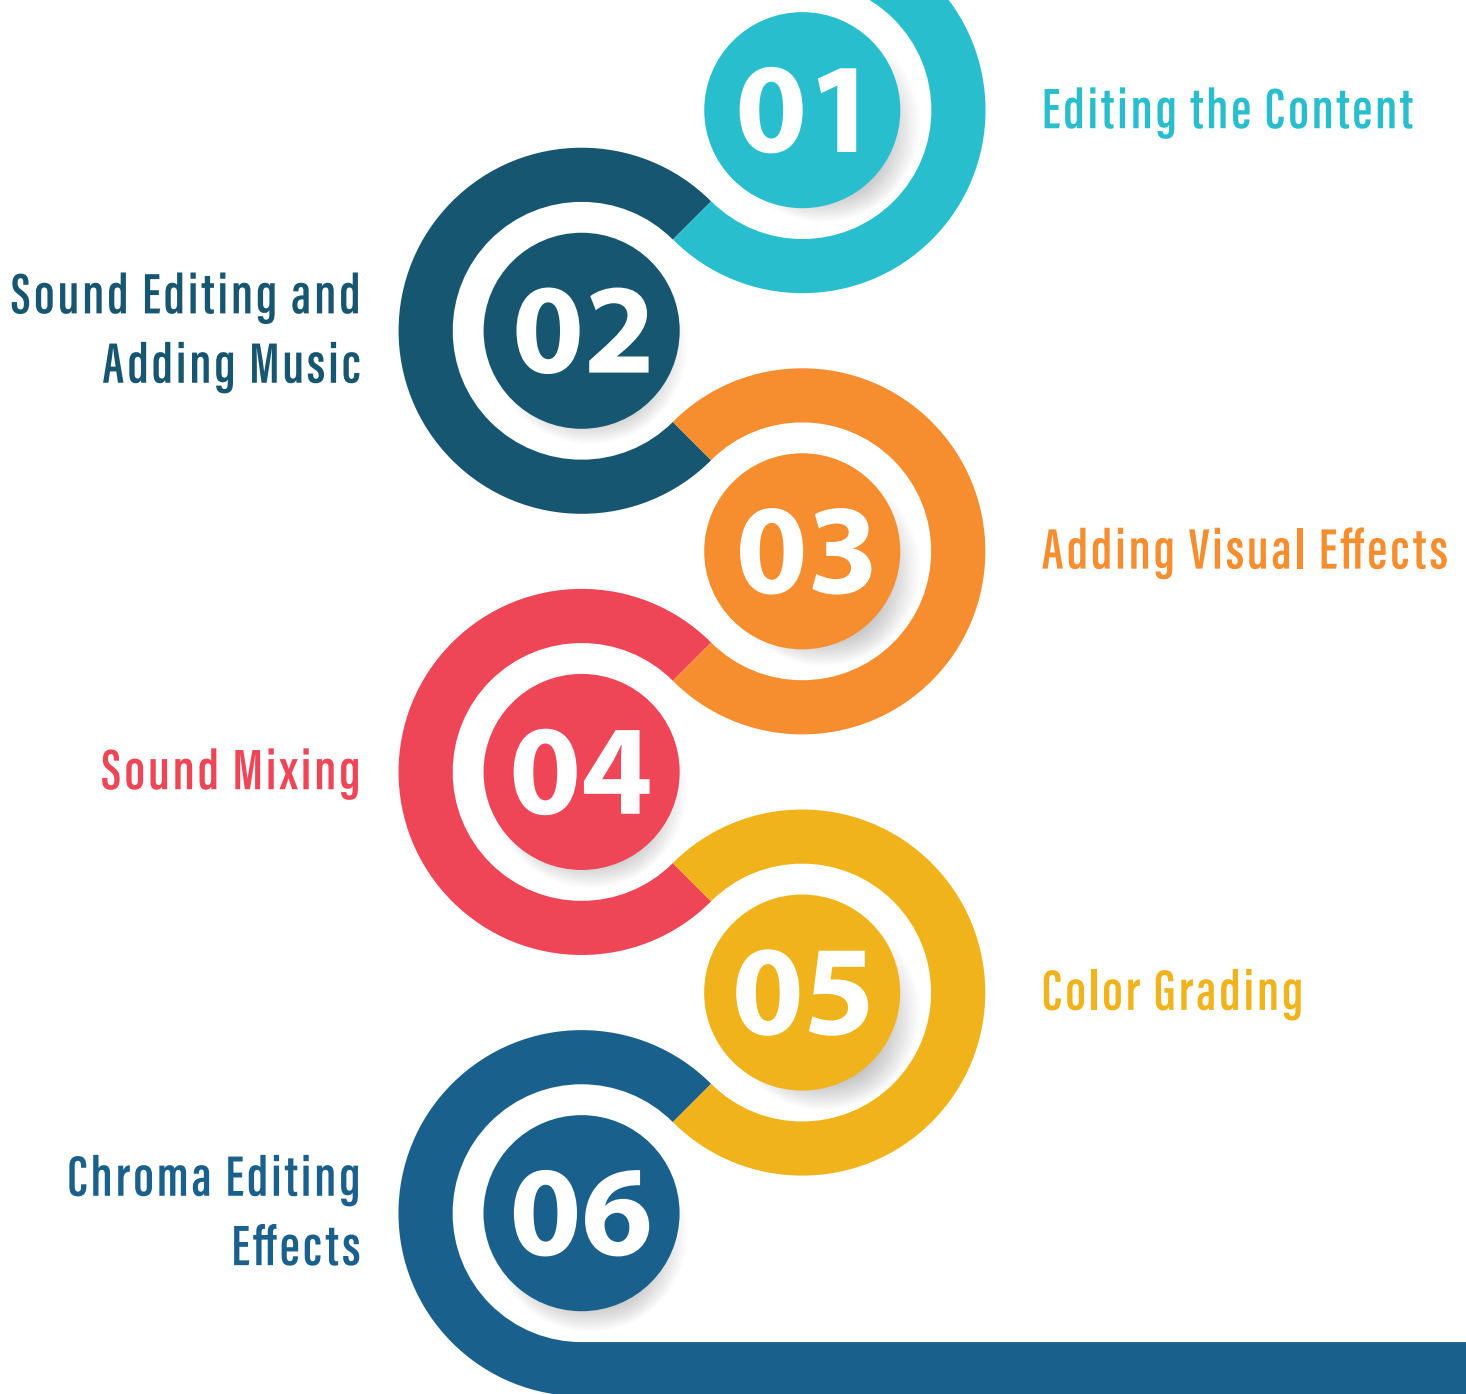 01
Editing the Content
02
Sound Editing and
Adding Music
03
Adding Visual Effects
04
Sound Mixing
05
Color Grading
06
Chroma Editing
Effects